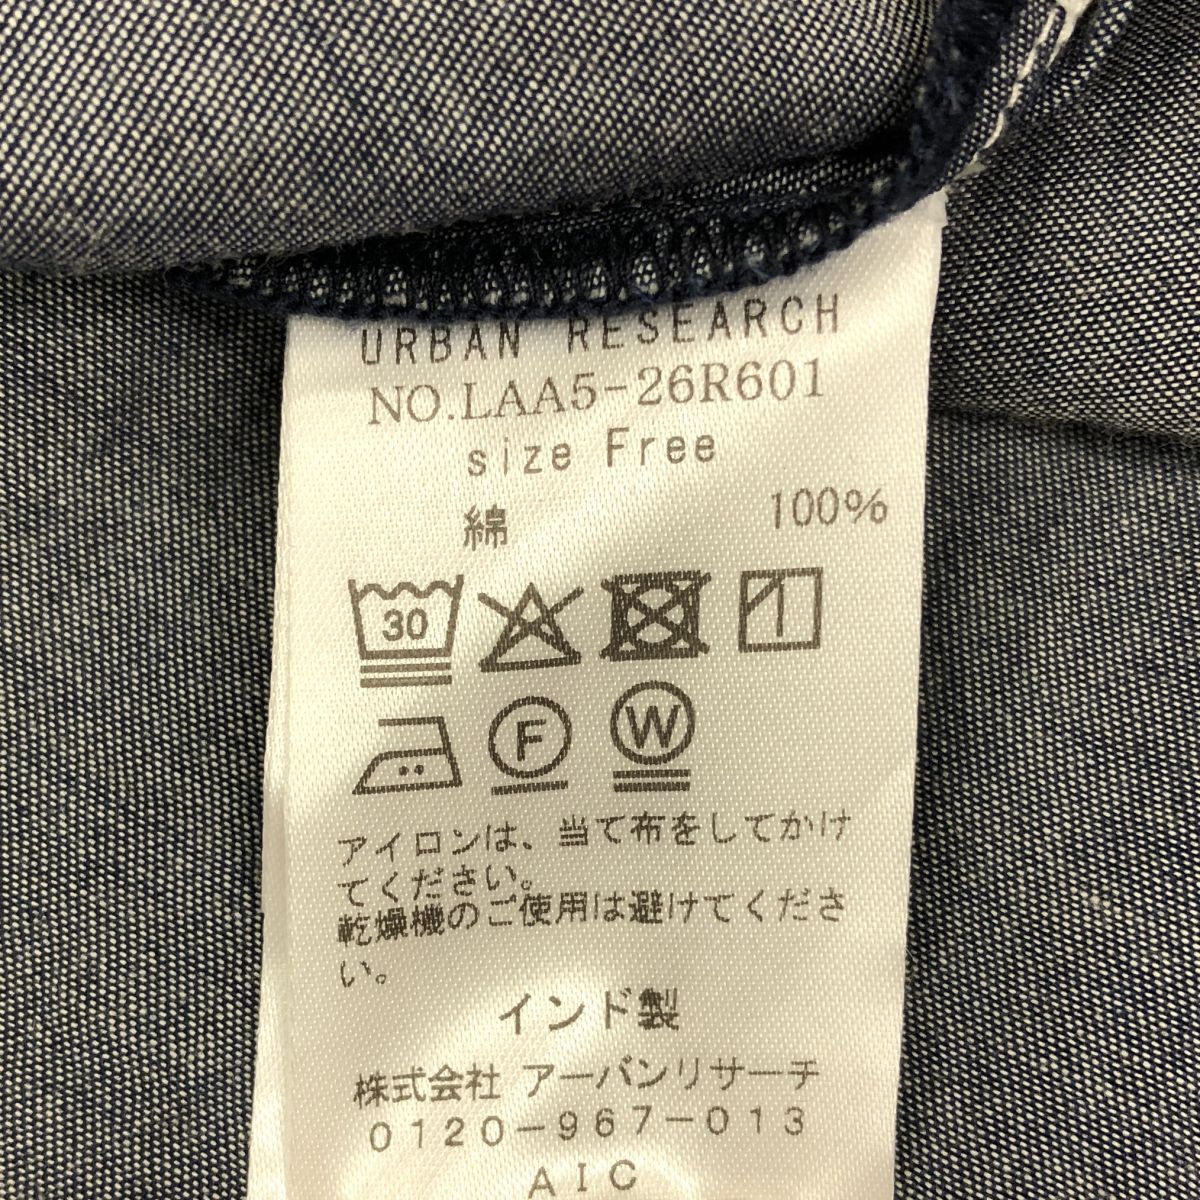 URBAN RESEARCH
NO.LAA5-26R601
size Free
綿 100%
30
F W
アイロンは、当て布をしてかけ
てください。
乾燥機のご使用は避けてくださ
い。
インド製
株式会社 アーバンリサーチ
0120-967-013
AIC